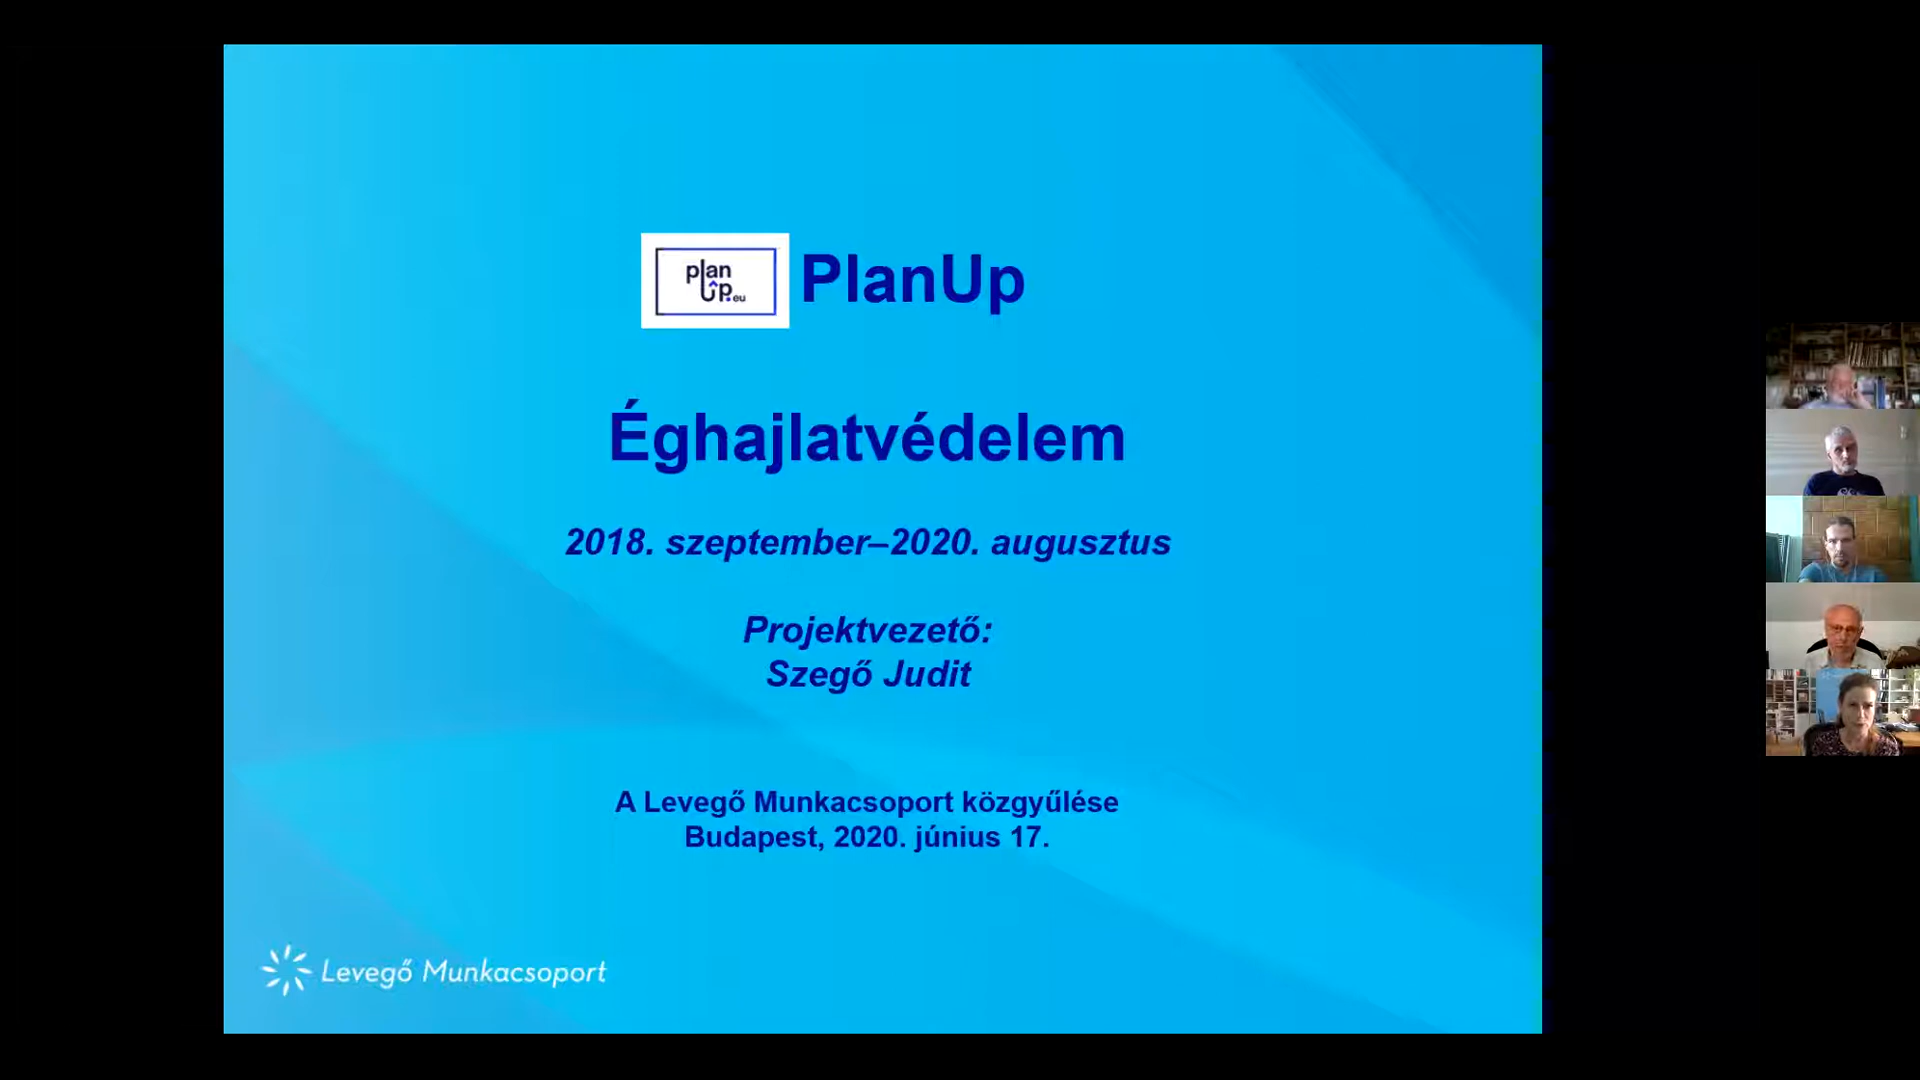 plan
Up.eu
PlanUp
Éghajlatvédelem
2018. szeptember–2020. augusztus
Projektvezető:
Szegő Judit
A Levegő Munkacsoport közgyűlése
Budapest, 2020. június 17.
Levegő Munkacsoport